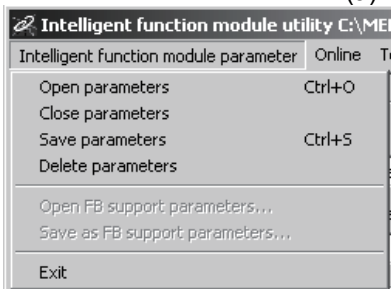 Intelligent function module utility C:\ME
Intelligent function module parameter Online
Open parameters Ctrl+O
Close parameters
Save parameters Ctrl+S
Delete parameters
Open FB support parameters...
Save as FB support parameters...
Exit